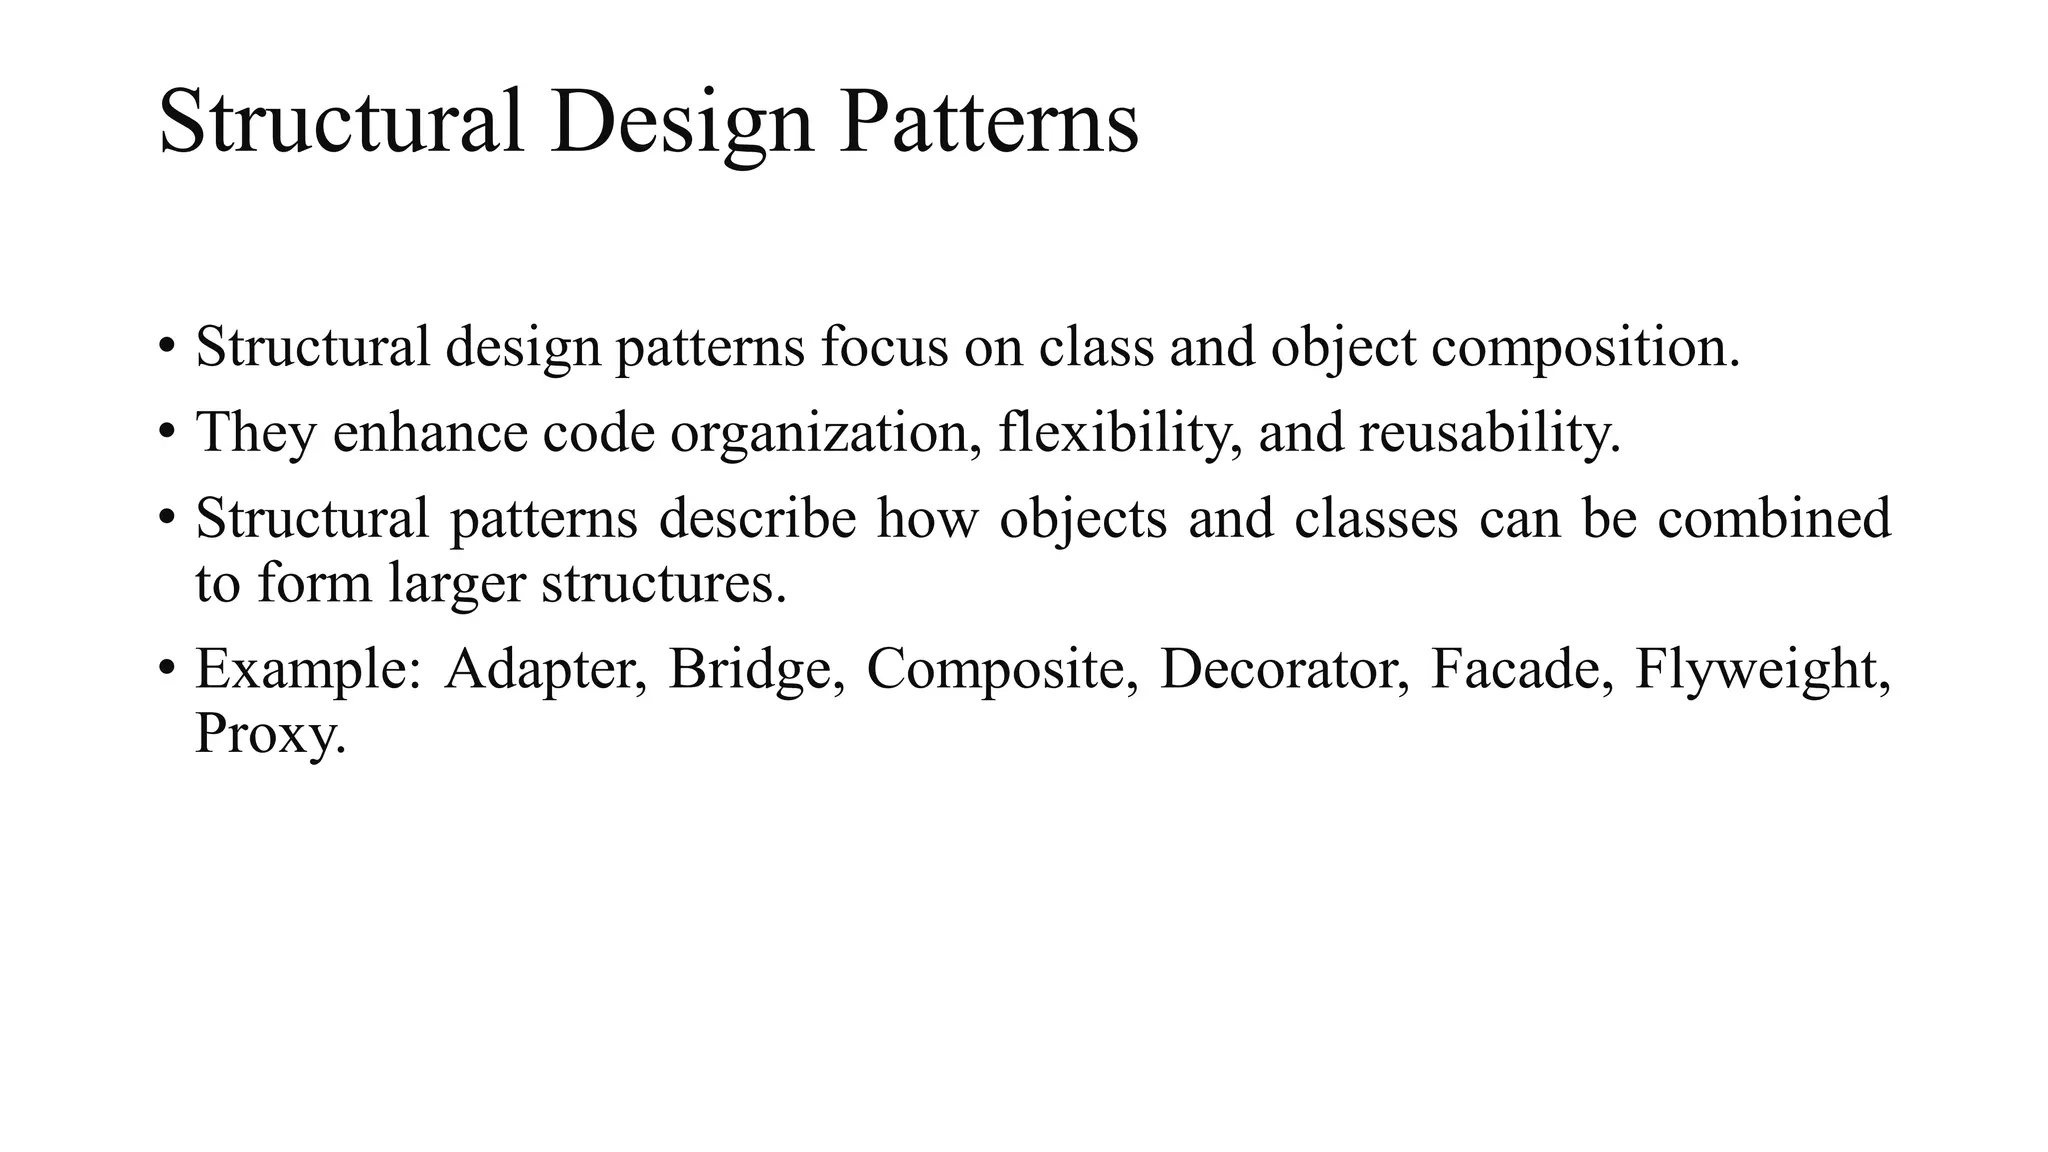 Structural Design Patterns
• Structural design patterns focus on class and object composition.
• They enhance code organization, flexibility, and reusability.
• Structural patterns describe how objects and classes can be combined
to form larger structures.
• Example: Adapter, Bridge, Composite, Decorator, Facade, Flyweight,
Proxy.